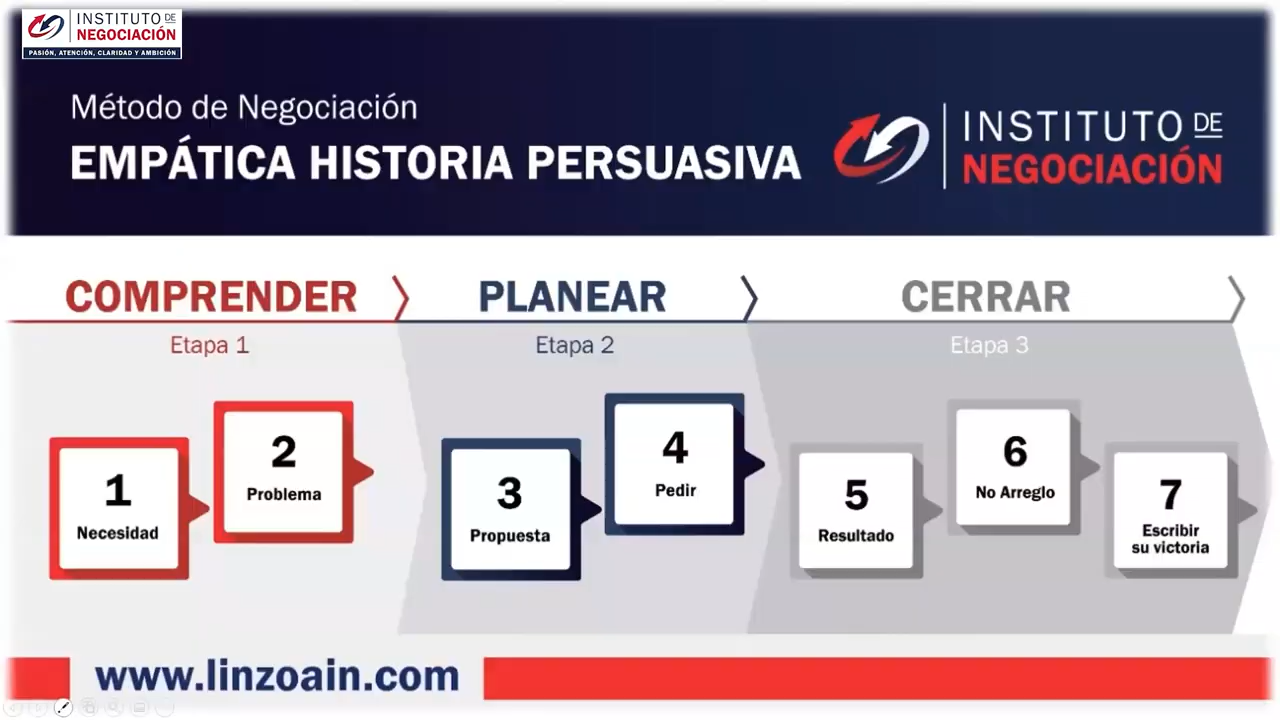 INSTITUTO DE
NEGOCIACIÓN
PASIÓN, ATENCIÓN, CLARIDAD Y AMBICIÓN
Método de Negociación
EMPÁTICA HISTORIA PERSUASIVA
INSTITUTO DE
NEGOCIACIÓN
COMPRENDER
PLANEAR
CERRAR
Etapa 1
Etapa 2
Etapa 3
1
Necesidad
2
Problema
3
Propuesta
4
Pedir
5
Resultado
6
No Arreglo
7
Escribir
su victoria
www.linzoain.com